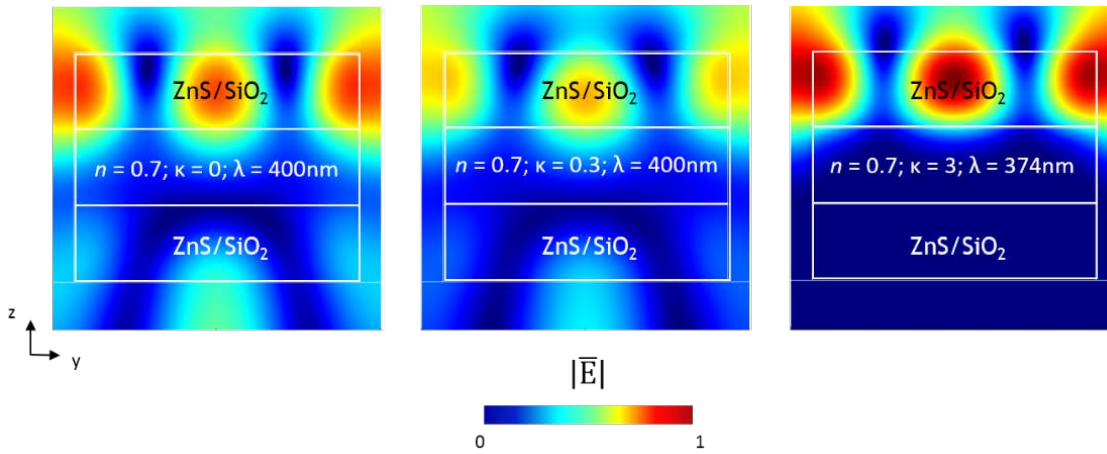 ZnS/SiO₂ ZnS/SiO₂ ZnS/SiO₂
n = 0.7; κ = 0; λ = 400nm n = 0.7; κ = 0.3; λ = 400nm n = 0.7; κ = 3; λ = 374nm
ZnS/SiO₂ ZnS/SiO₂ ZnS/SiO₂
z
y
|E̅|
0 1